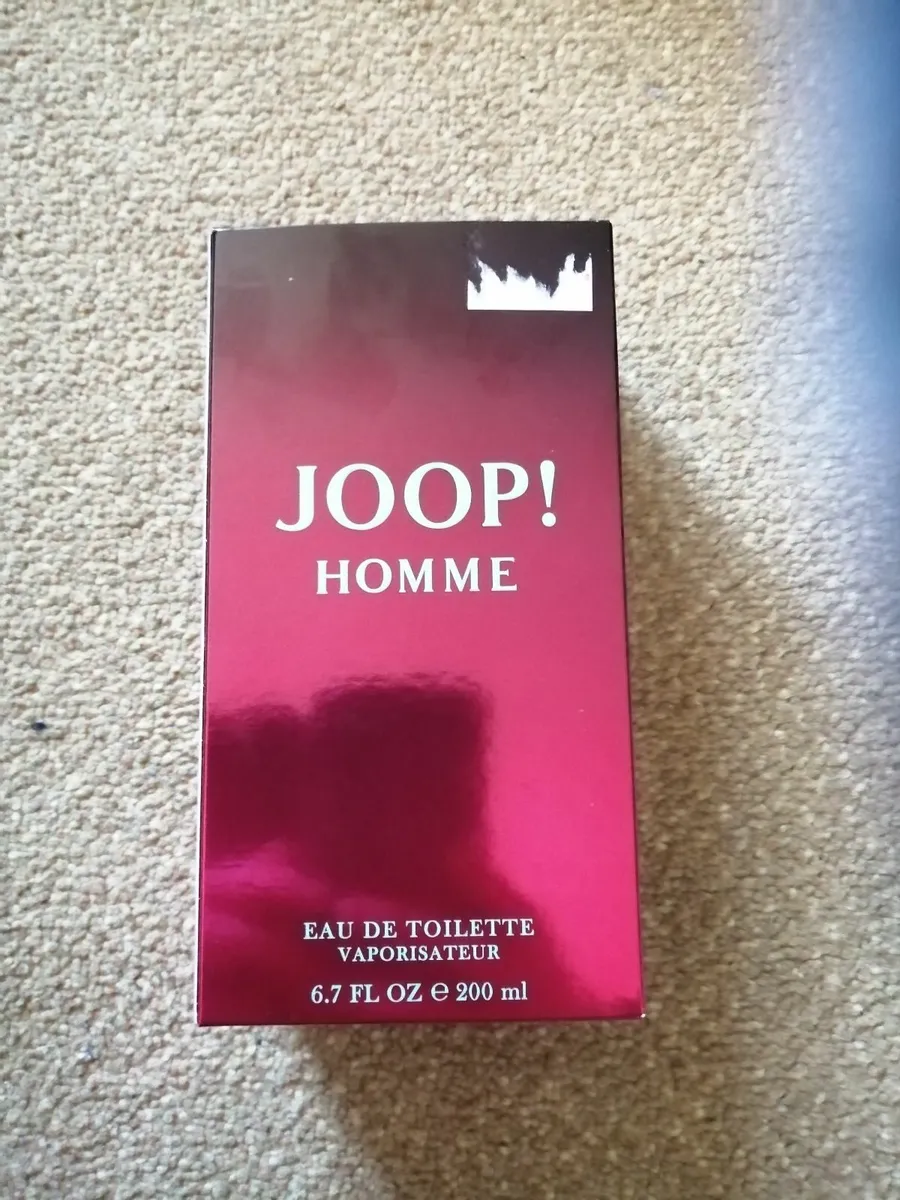 JOOP!
HOMME
EAU DE TOILETTE
VAPORISATEUR
6.7 FL OZ ℮ 200 ml